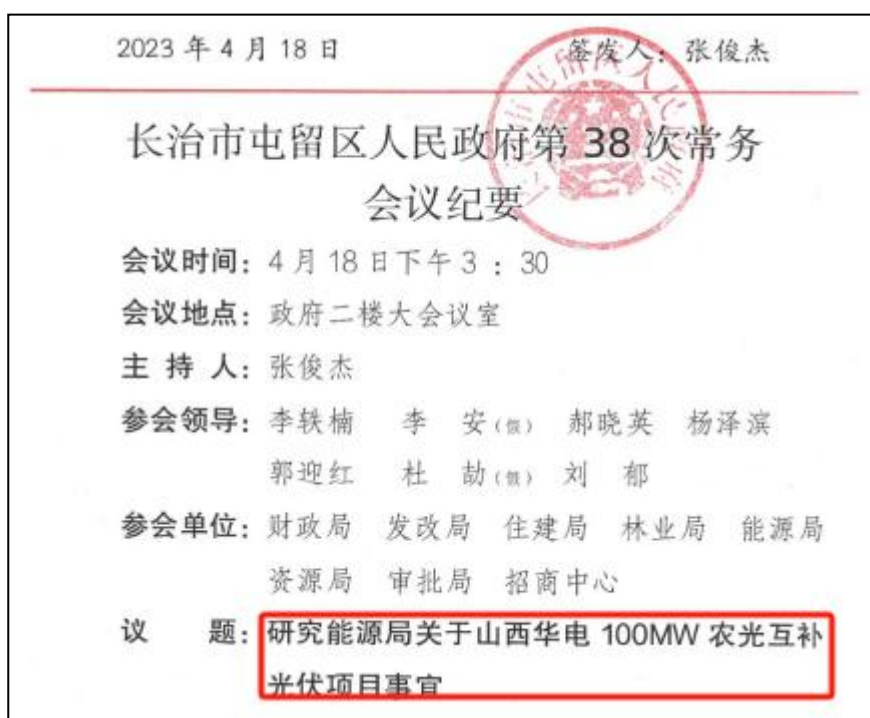 2023 年 4 月 18 日 签发人：张俊杰
长治市屯留区人民政府第 38 次常务
会议纪要
会议时间：4 月 18 日下午 3 ：30
会议地点：政府二楼大会议室
主 持 人：张俊杰
参会领导：李轶楠 李 安（假） 郝晓英 杨泽滨
郭迎红 杜 劼（假） 刘 郁
参会单位：财政局 发改局 住建局 林业局 能源局
资源局 审批局 招商中心
议 题：研究能源局关于山西华电 100MW 农光互补
光伏项目事宜